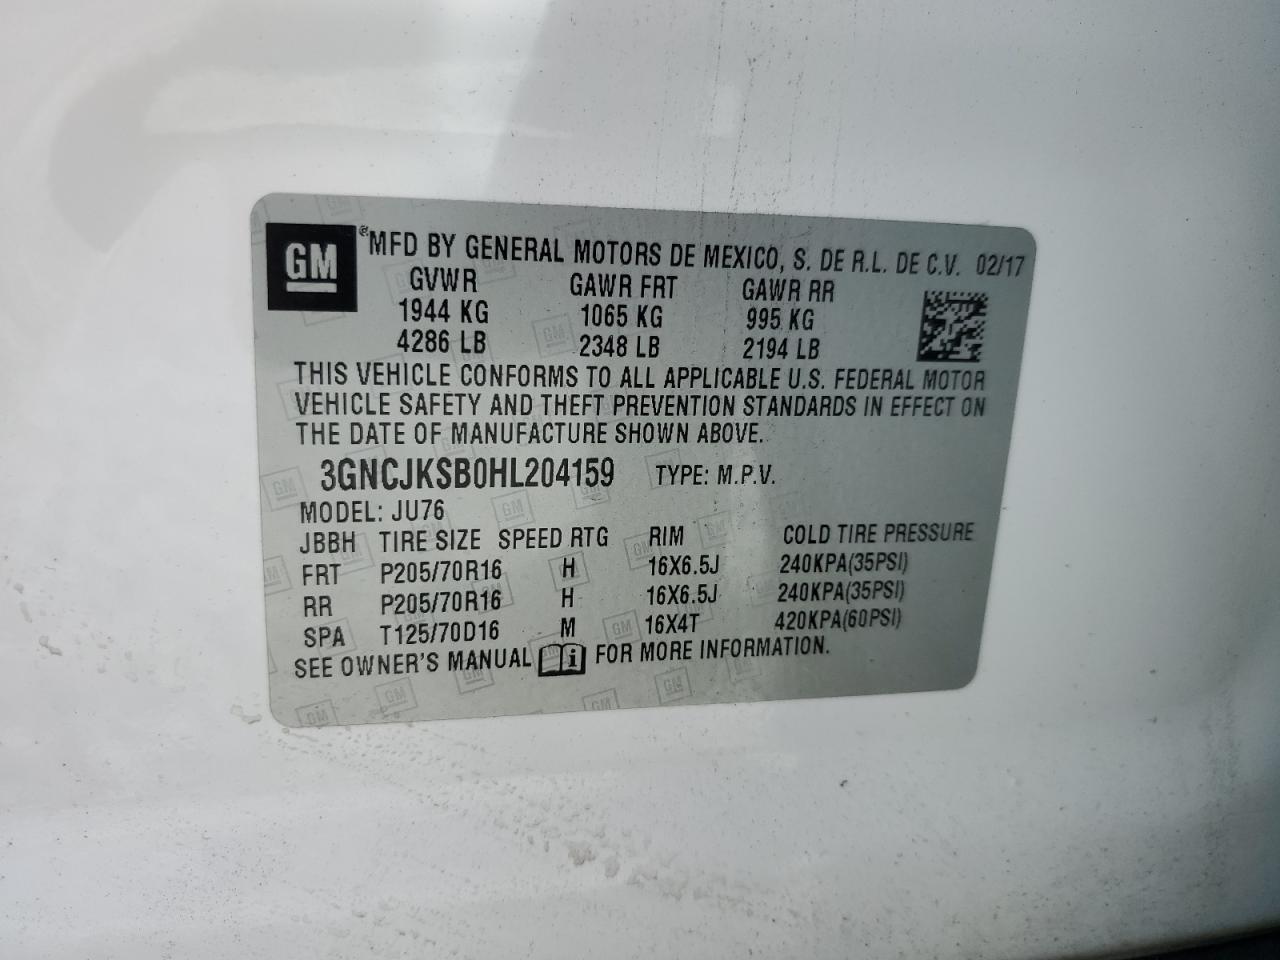 GM ® MFD BY GENERAL MOTORS DE MEXICO, S. DE R.L. DE C.V. 02/17
GVWR GAWR FRT GAWR RR
1944 KG 1065 KG 995 KG
4286 LB 2348 LB 2194 LB
THIS VEHICLE CONFORMS TO ALL APPLICABLE U.S. FEDERAL MOTOR
VEHICLE SAFETY AND THEFT PREVENTION STANDARDS IN EFFECT ON
THE DATE OF MANUFACTURE SHOWN ABOVE.
3GNCJKSB0HL204159 TYPE: M.P.V.
MODEL: JU76
JBBH TIRE SIZE SPEED RTG RIM COLD TIRE PRESSURE
FRT P205/70R16 H 16X6.5J 240KPA(35PSI)
RR P205/70R16 H 16X6.5J 240KPA(35PSI)
SPA T125/70D16 M 16X4T 420KPA(60PSI)
SEE OWNER'S MANUAL i FOR MORE INFORMATION.